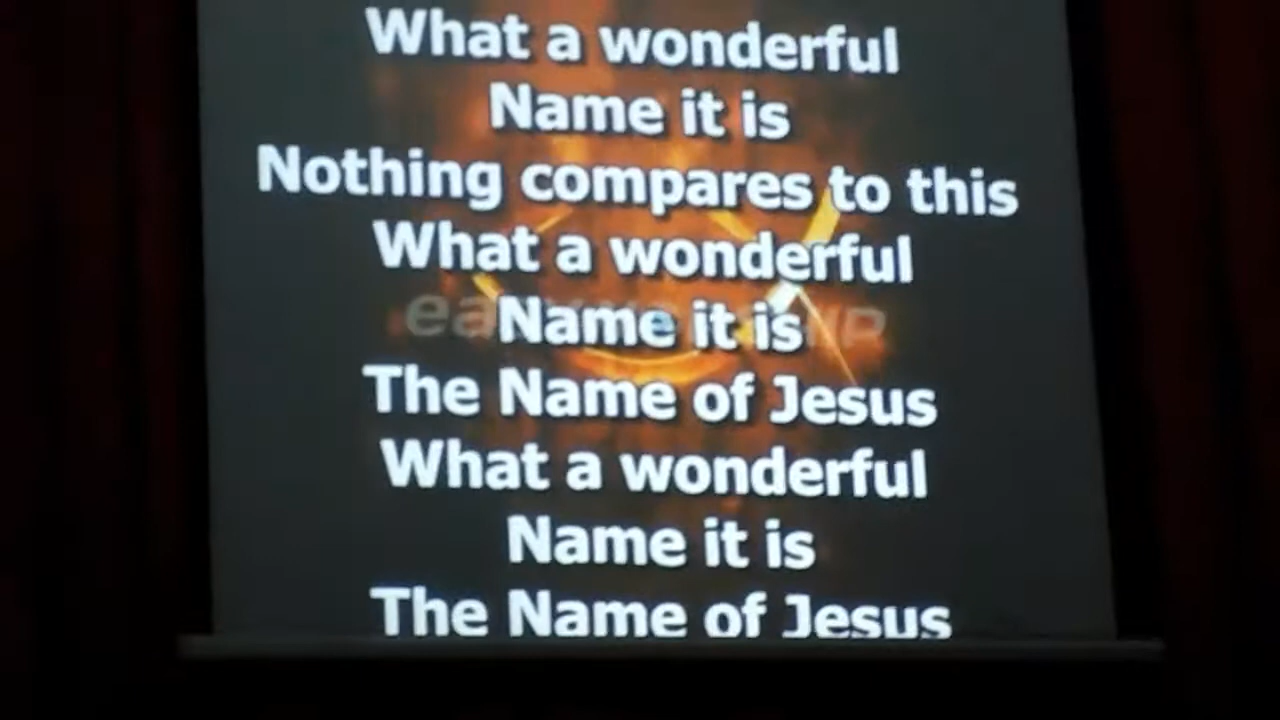 What a wonderful
Name it is
Nothing compares to this
What a wonderful
Name it is
The Name of Jesus
What a wonderful
Name it is
The Name of Jesus